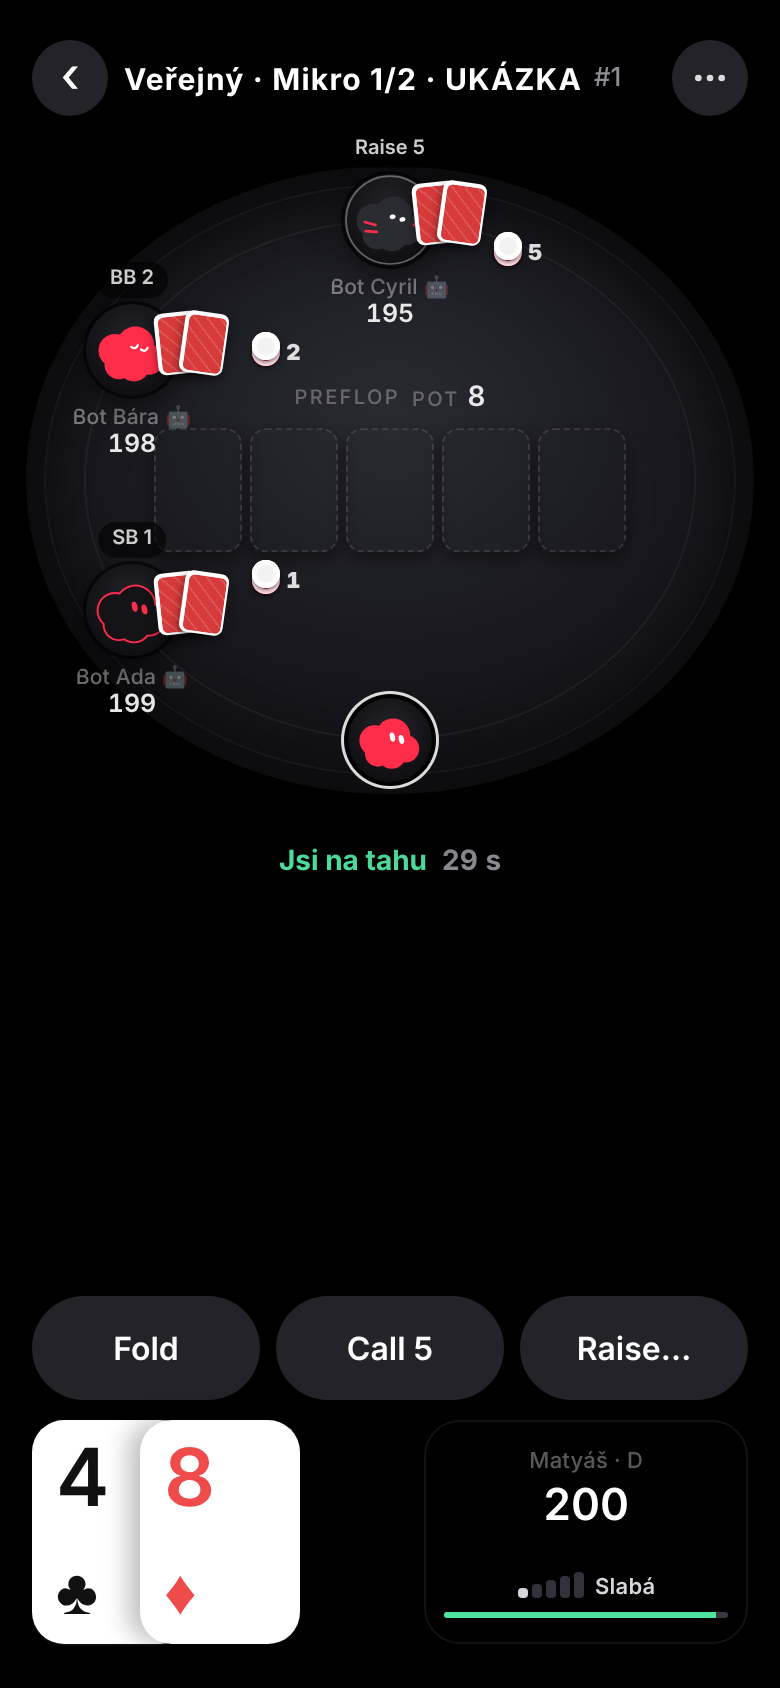 Veřejný · Mikro 1/2 · UKÁZKA #1
Raise 5
5
Bot Cyril 🤖
195
BB 2
2
Bot Bára 🤖
198
PREFLOP POT 8
SB 1
1
Bot Ada 🤖
199
Jsi na tahu 29 s
Fold
Call 5
Raise...
4♣
8♦
Matyáš · D
200
Slabá